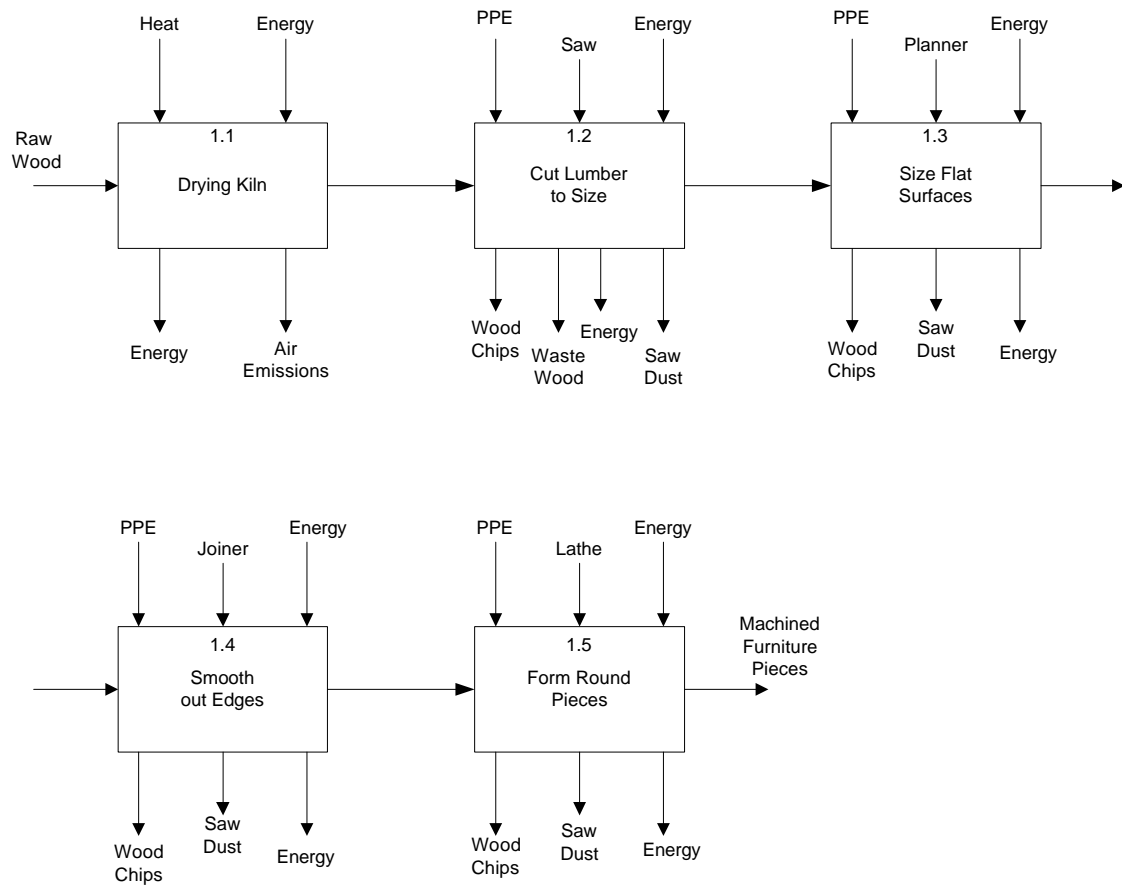 Heat
Energy
PPE
Saw
Energy
PPE
Planner
Energy
Raw
Wood
1.1
Drying Kiln
1.2
Cut Lumber
to Size
1.3
Size Flat
Surfaces
Energy
Air
Emissions
Wood
Chips
Waste
Wood
Energy
Saw
Dust
Wood
Chips
Saw
Dust
Energy
PPE
Joiner
Energy
PPE
Lathe
Energy
1.4
Smooth
out Edges
1.5
Form Round
Pieces
Machined
Furniture
Pieces
Wood
Chips
Saw
Dust
Energy
Wood
Chips
Saw
Dust
Energy